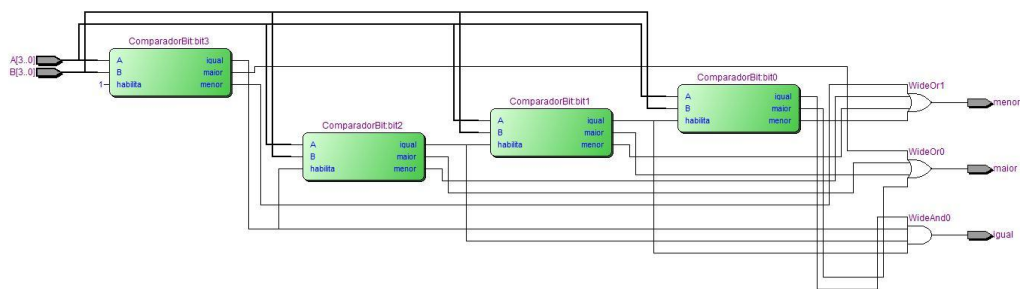 ComparadorBit:bit3
A[3..0]
B[3..0]
A igual
B maior
1 habilita menor
ComparadorBit:bit2
A igual
B maior
habilita menor
ComparadorBit:bit1
A igual
B maior
habilita menor
ComparadorBit:bit0
A igual
B maior
habilita menor
WideOr1
menor
WideOr0
maior
WideAnd0
igual